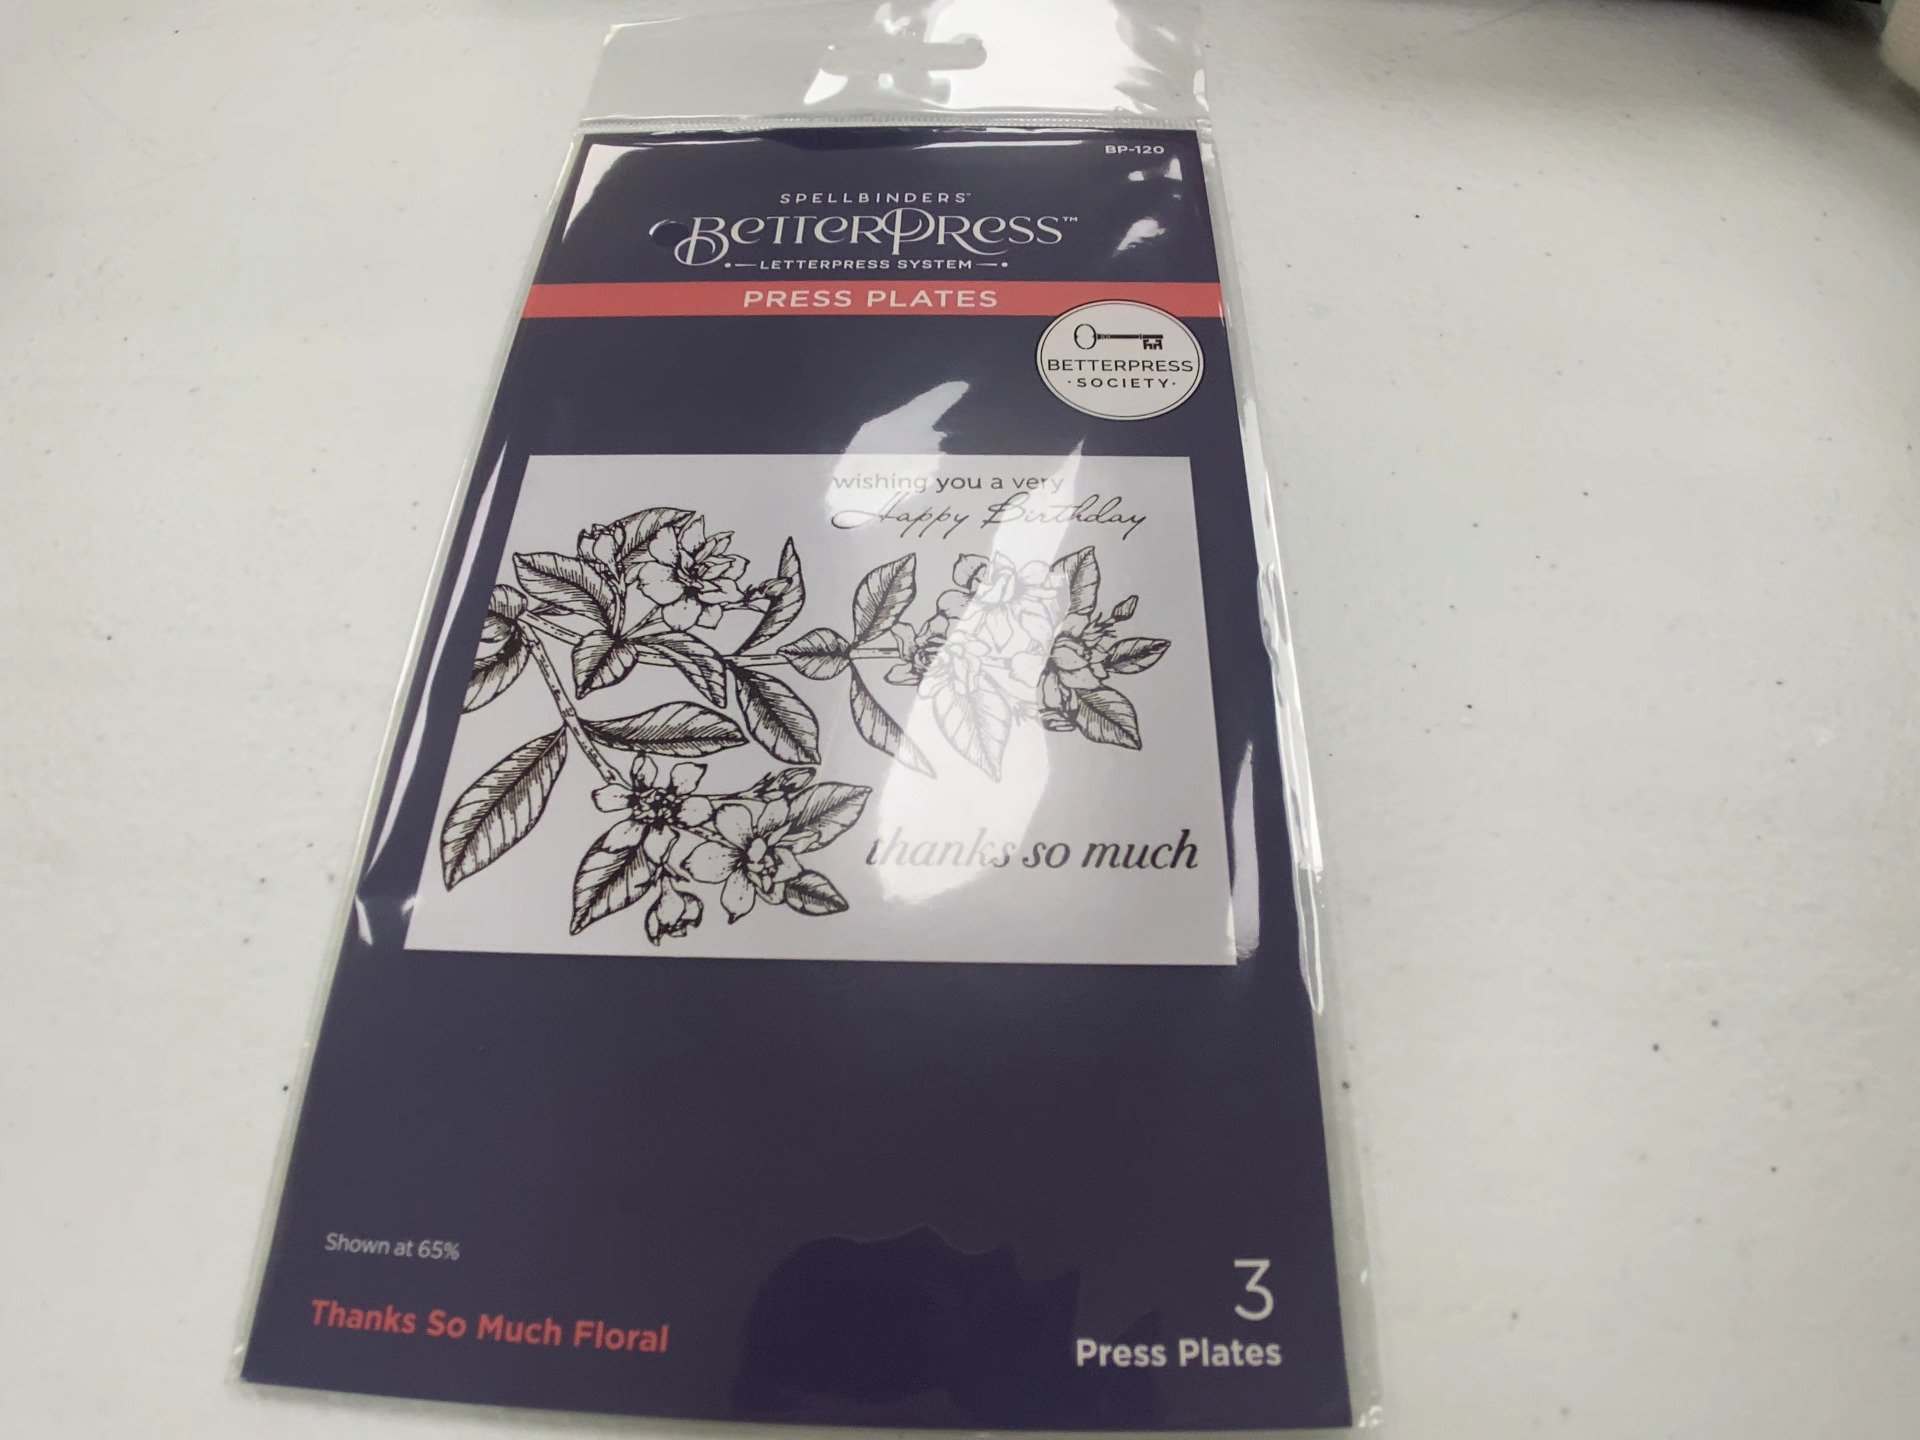 BP-120
SPELLBINDERS®
BETTERPRESS™
LETTERPRESS SYSTEM
PRESS PLATES
BETTERPRESS
·SOCIETY·
wishing you a very
Happy Birthday
thanks so much
Shown at 65%
Thanks So Much Floral
3
Press Plates